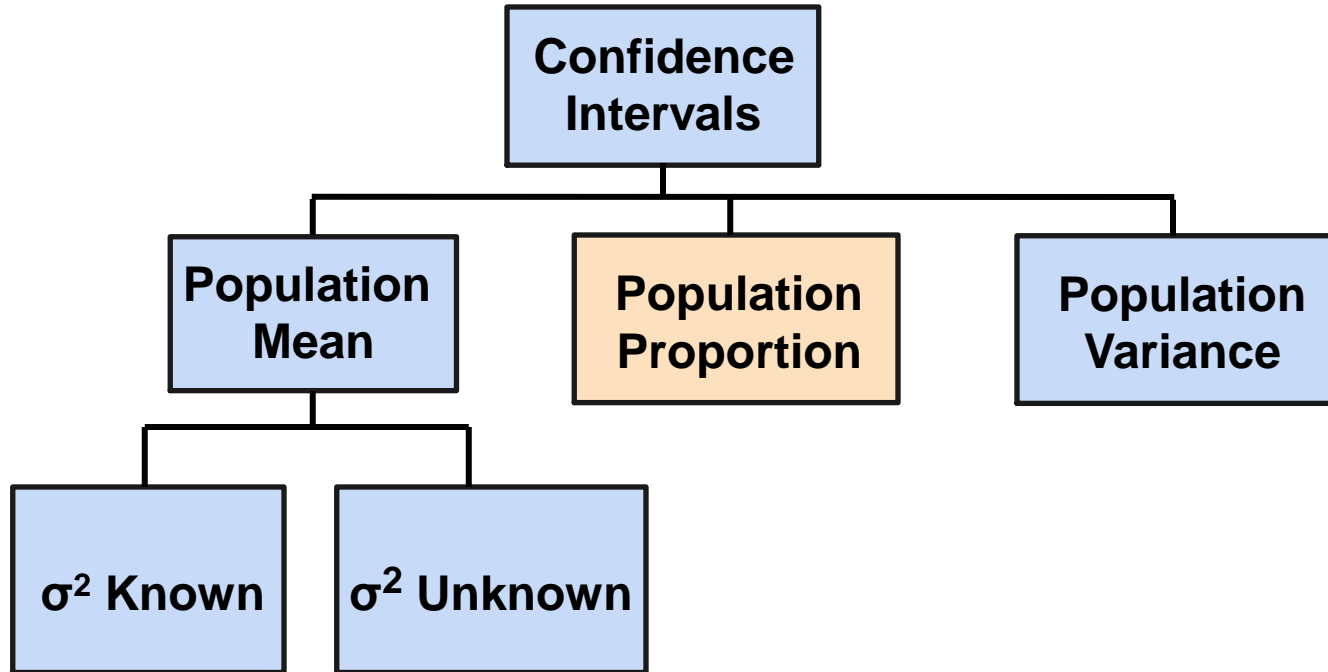 Confidence
Intervals
Population
Mean
Population
Proportion
Population
Variance
σ² Known
σ² Unknown